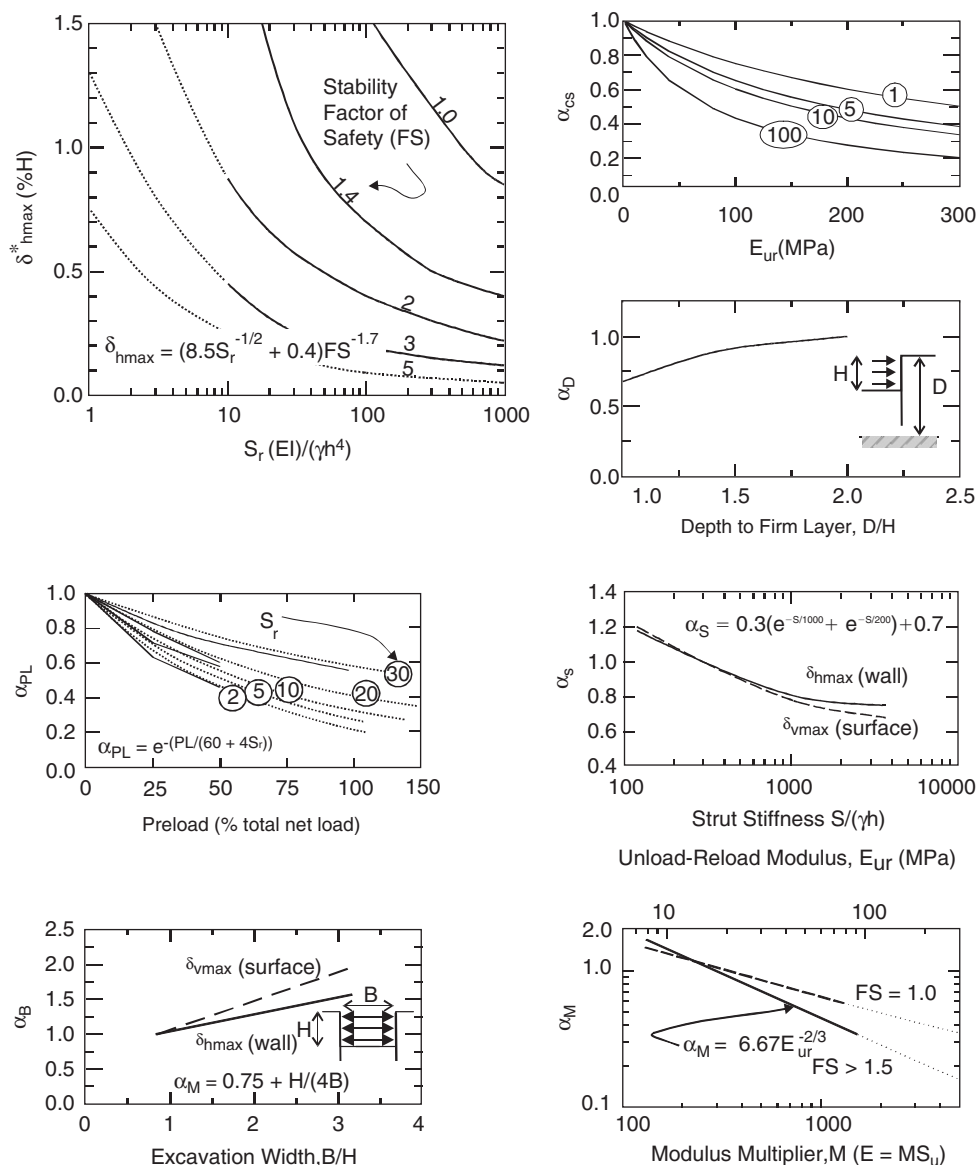 1.5
1.0
0.5
0.0
δ*hmax (%H)
Stability
Factor of
Safety (FS)
1.0
1.4
2
3
5
δhmax = (8.5Sr^-1/2 + 0.4)FS^-1.7
1 10 100 1000
Sr (EI)/(γh⁴)
1.0
0.8
0.6
0.4
0.2
0.0
αcs
1
5
10
100
0 100 200 300
Eur(MPa)
1.0
0.5
0.0
αD
H
D
1.0 1.5 2.0 2.5
Depth to Firm Layer, D/H
1.0
0.8
0.6
0.4
0.2
0.0
αPL
Sr
30
20
10
5
2
αPL = e-(PL/(60 + 4Sr))
0 25 50 75 100 150
Preload (% total net load)
1.4
1.2
1.0
0.8
0.6
0.4
αs
αS = 0.3(e^–S/1000 + e^–S/200)+0.7
δhmax (wall)
δvmax (surface)
100 1000 10000
Strut Stiffness S/(γh)
2.5
2.0
1.5
1.0
0.5
0.0
αB
δvmax (surface)
B
H
δhmax (wall)
αM = 0.75 + H/(4B)
0 1 2 3 4
Excavation Width,B/H
Unload-Reload Modulus, Eur (MPa)
10 100
2.0
1.0
0.1
αM
FS = 1.0
αM = 6.67Eur^-2/3
FS > 1.5
100 1000
Modulus Multiplier,M (E = MSu)